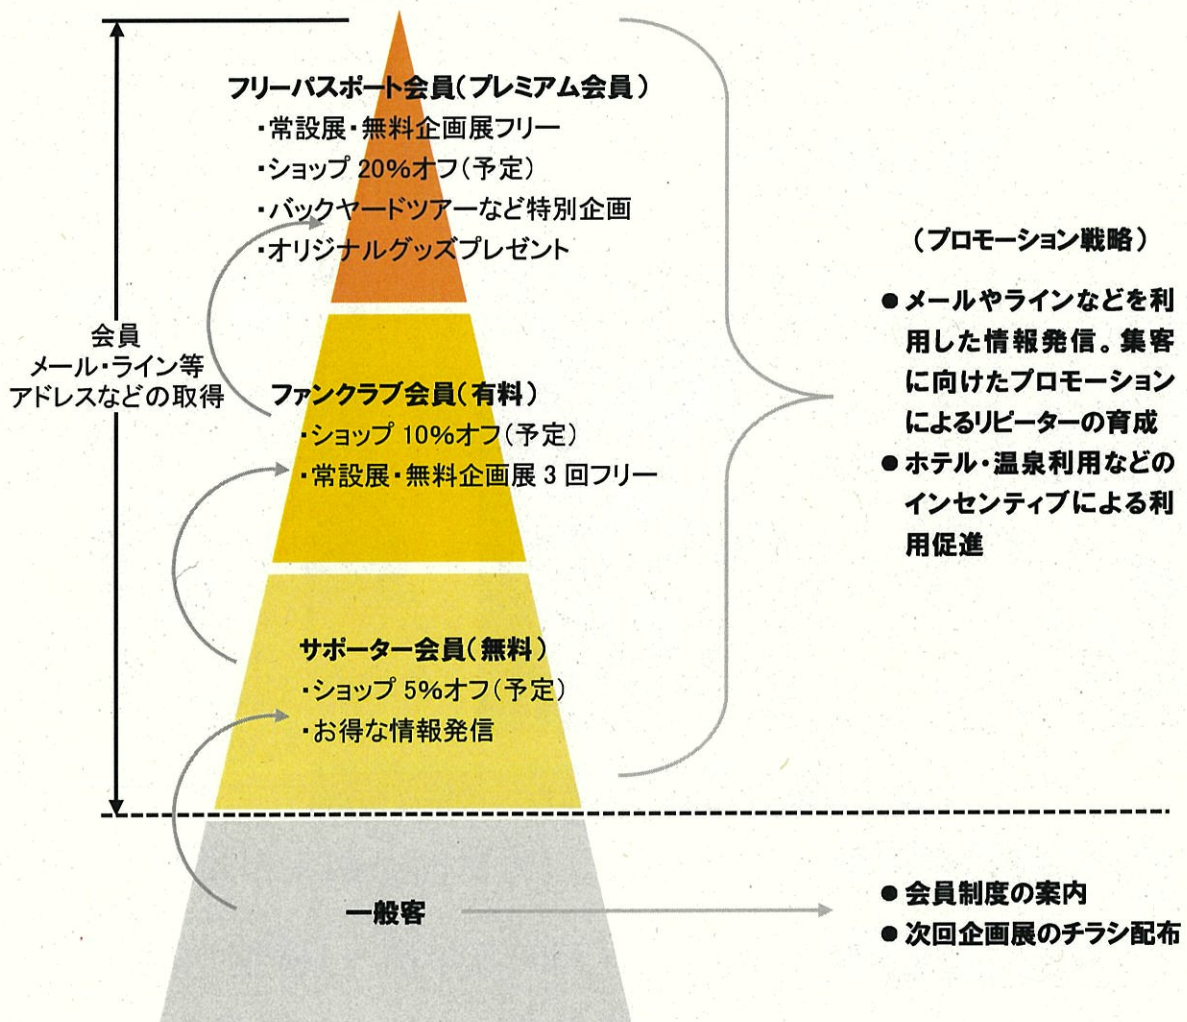 フリーパスポート会員(プレミアム会員)
・常設展・無料企画展フリー
・ショップ 20%オフ(予定)
・バックヤードツアーなど特別企画
・オリジナルグッズプレゼント
会員
メール・ライン等
アドレスなどの取得
ファンクラブ会員(有料)
・ショップ 10%オフ(予定)
・常設展・無料企画展 3 回フリー
サポーター会員(無料)
・ショップ 5%オフ(予定)
・お得な情報発信
(プロモーション戦略)
● メールやラインなどを利
用した情報発信。集客
に向けたプロモーション
によるリピーターの育成
● ホテル・温泉利用などの
インセンティブによる利
用促進
一般客
● 会員制度の案内
● 次回企画展のチラシ配布